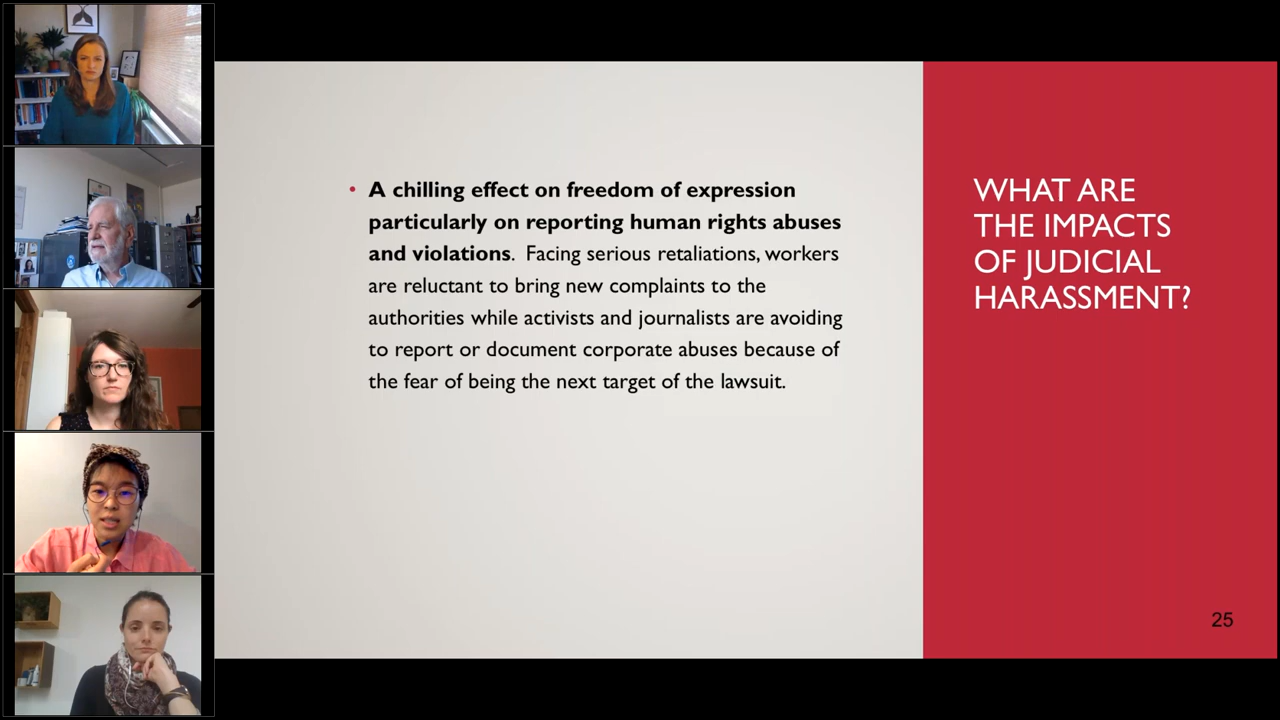 • A chilling effect on freedom of expression
particularly on reporting human rights abuses
and violations. Facing serious retaliations, workers
are reluctant to bring new complaints to the
authorities while activists and journalists are avoiding
to report or document corporate abuses because of
the fear of being the next target of the lawsuit.
WHAT ARE
THE IMPACTS
OF JUDICIAL
HARASSMENT?
25